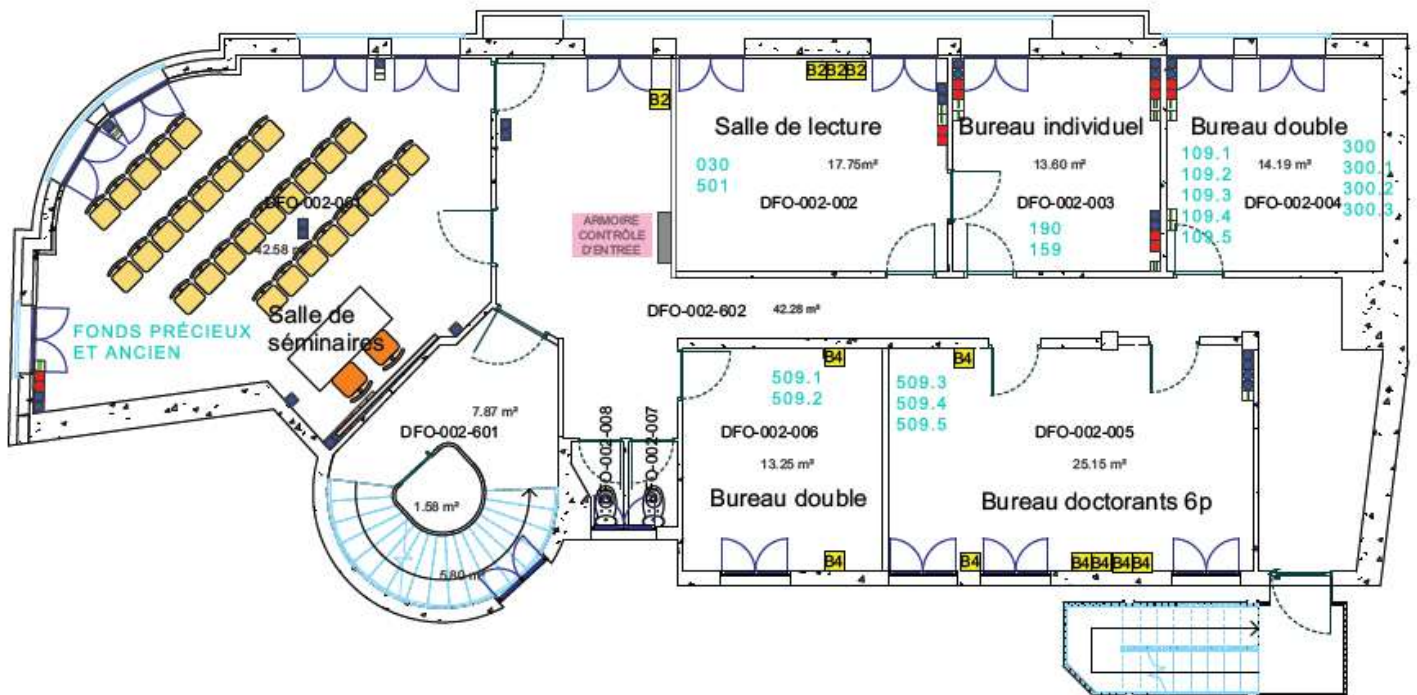 B2B2B2
B2
Salle de lecture
17.75m²
030
501
DFO-002-002
Bureau individuel
13.60 m²
DFO-002-003
190
159
Bureau double
14.19 m²
DFO-002-004
109.1
109.2
109.3
109.4
109.5
300
300.1
300.2
300.3
ARMOIRE
CONTRÔLE
D'ENTREE
DFO-002-061
42.58 m²
Salle de
séminaires
FONDS PRÉCIEUX
ET ANCIEN
DFO-002-602
42.28 m²
7.87 m²
DFO-002-601
1.58 m²
5.80 m²
DFO-002-008
DFO-002-007
B4
509.1
509.2
DFO-002-006
13.25 m²
Bureau double
B4
B4
509.3
509.4
509.5
DFO-002-005
25.15 m²
Bureau doctorants 6p
B4
B4B4B4B4